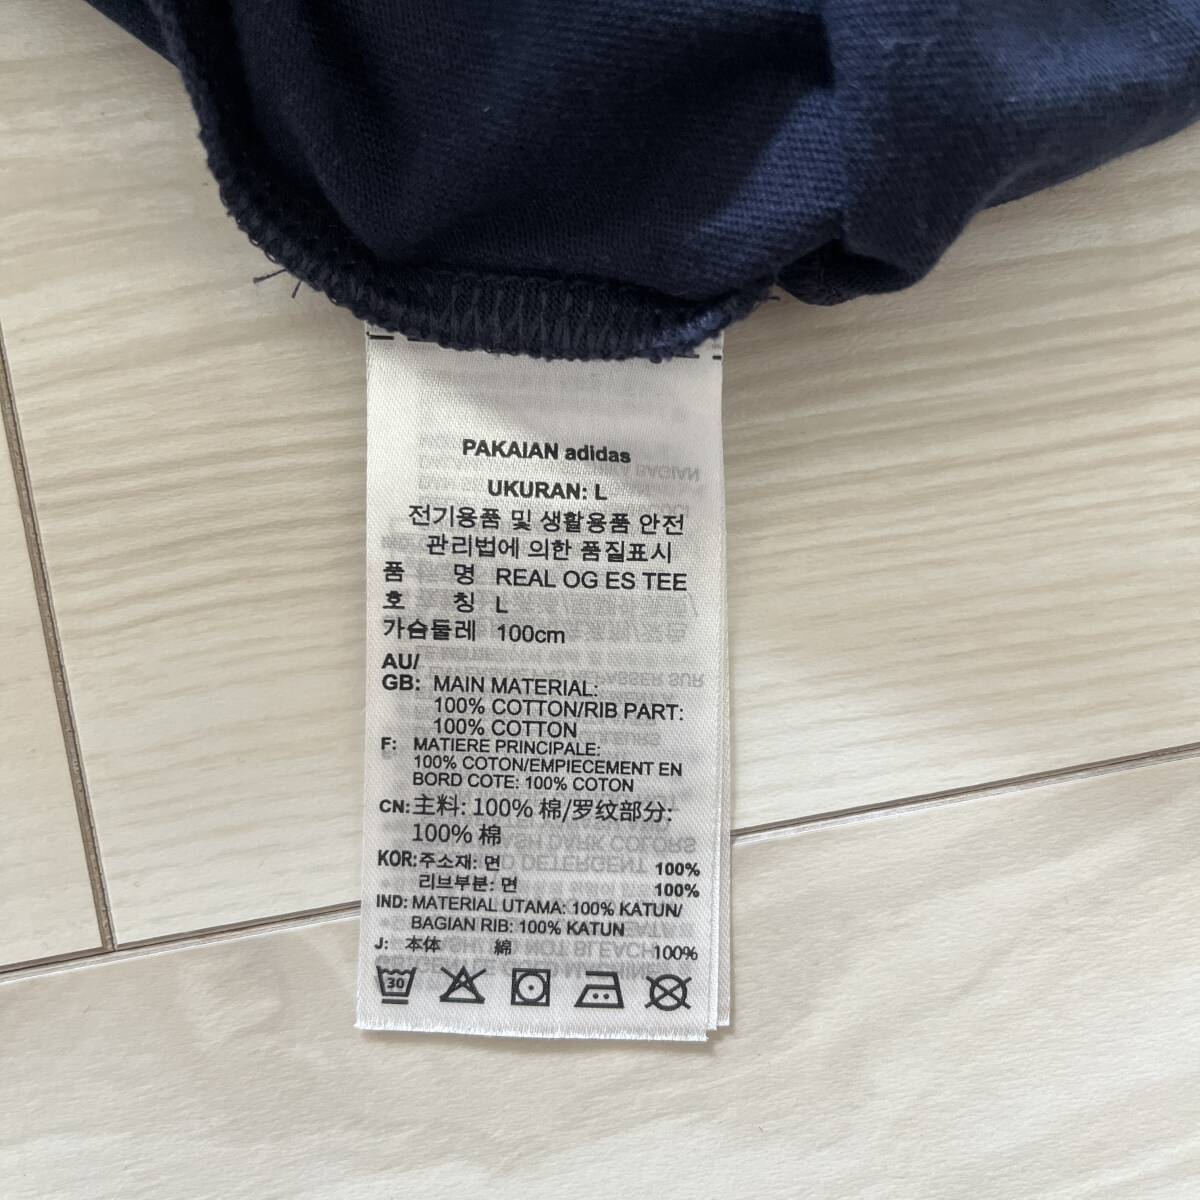 PAKAIAN adidas
UKURAN: L
전기용품 및 생활용품 안전
관리법에 의한 품질표시
품 명 REAL OG ES TEE
호 칭 L
가슴둘레 100cm
AU/
GB: MAIN MATERIAL:
100% COTTON/RIB PART:
100% COTTON
F: MATIERE PRINCIPALE:
100% COTON/EMPIECEMENT EN
BORD COTE: 100% COTON
CN: 主料: 100% 棉/罗纹部分:
100% 棉
KOR: 주소재: 면 100%
리브부분: 면 100%
IND: MATERIAL UTAMA: 100% KATUN/
BAGIAN RIB: 100% KATUN
J: 本体 綿 100%
30